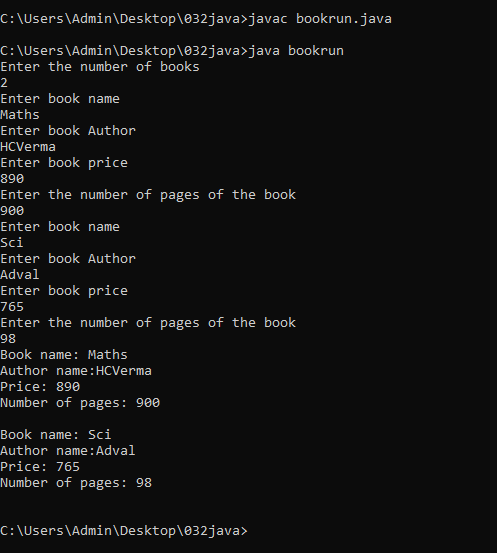 C:\Users\Admin\Desktop\032java>javac bookrun.java
C:\Users\Admin\Desktop\032java>java bookrun
Enter the number of books
2
Enter book name
Maths
Enter book Author
HCVerma
Enter book price
890
Enter the number of pages of the book
900
Enter book name
Sci
Enter book Author
Adval
Enter book price
765
Enter the number of pages of the book
98
Book name: Maths
Author name:HCVerma
Price: 890
Number of pages: 900
Book name: Sci
Author name:Adval
Price: 765
Number of pages: 98
C:\Users\Admin\Desktop\032java>